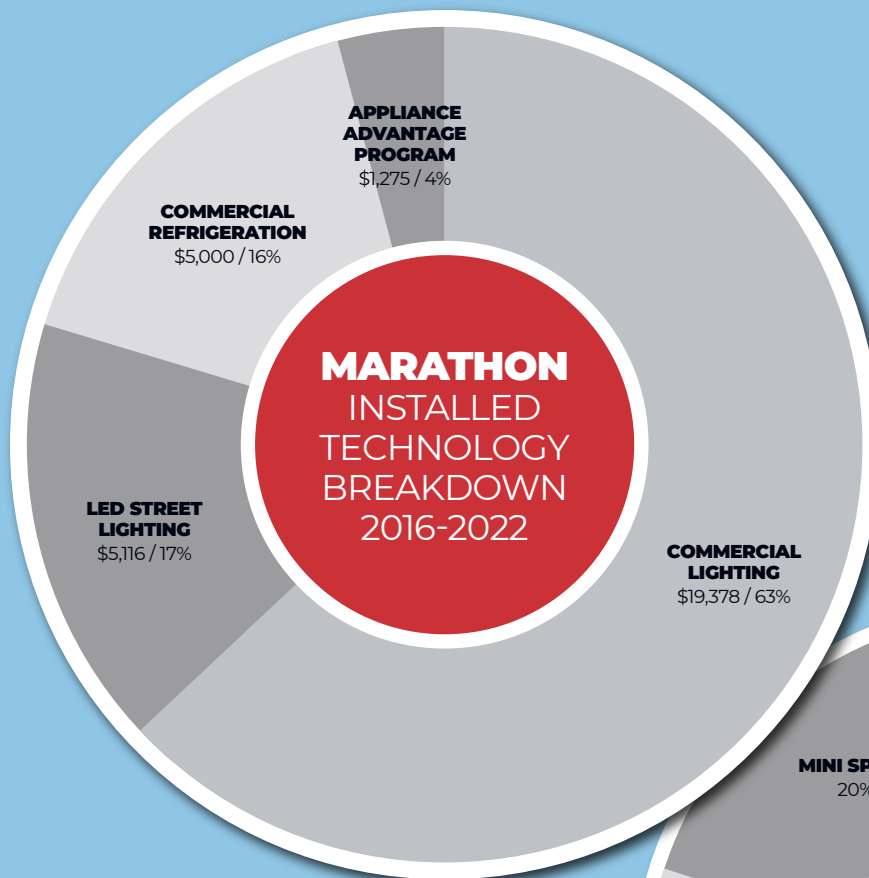 APPLIANCE
ADVANTAGE
PROGRAM
$1,275 / 4%
COMMERCIAL
REFRIGERATION
$5,000 / 16%
MARATHON
INSTALLED
TECHNOLOGY
BREAKDOWN
2016-2022
LED STREET
LIGHTING
$5,116 / 17%
COMMERCIAL
LIGHTING
$19,378 / 63%
MINI
20%